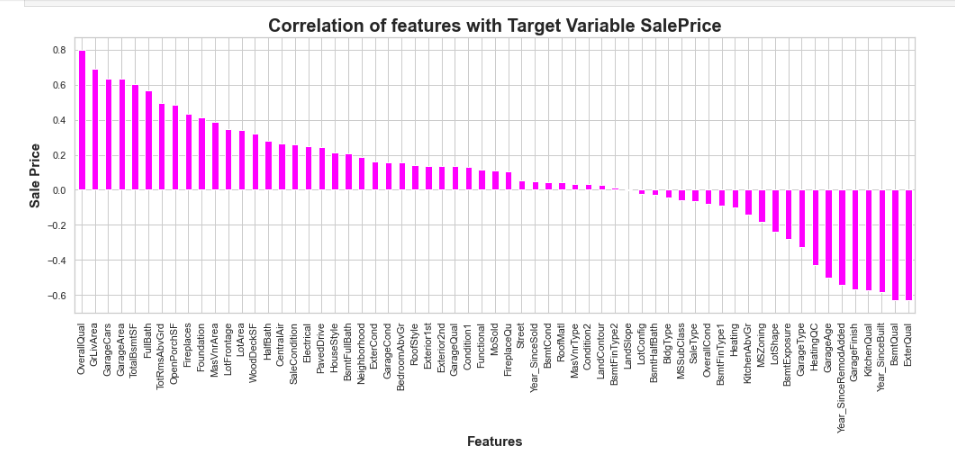 Correlation of features with Target Variable SalePrice
Sale Price
0.8
0.6
0.4
0.2
0.0
−0.2
−0.4
−0.6
OverallQual
GrLivArea
GarageCars
GarageArea
TotalBsmtSF
FullBath
TotRmsAbvGrd
OpenPorchSF
Fireplaces
Foundation
MasVnrArea
LotFrontage
LotArea
WoodDeckSF
HalfBath
CentralAir
SaleCondition
Electrical
PavedDrive
HouseStyle
BsmtFullBath
Neighborhood
ExterCond
GarageCond
BedroomAbvGr
RoofStyle
Exterior1st
Exterior2nd
GarageQual
Condition1
Functional
MoSold
FireplaceQu
Street
Year_SinceSold
BsmtCond
RoofMatl
MasVnrType
Condition2
LandContour
BsmtFinType2
LandSlope
LotConfig
BsmtHalfBath
BldgType
MSSubClass
SaleType
OverallCond
BsmtFinType1
Heating
KitchenAbvGr
MSZoning
LotShape
BsmtExposure
GarageType
HeatingQC
GarageAge
Year_SinceRemodAdded
GarageFinish
KitchenQual
Year_SinceBuilt
BsmtQual
ExterQual
Features